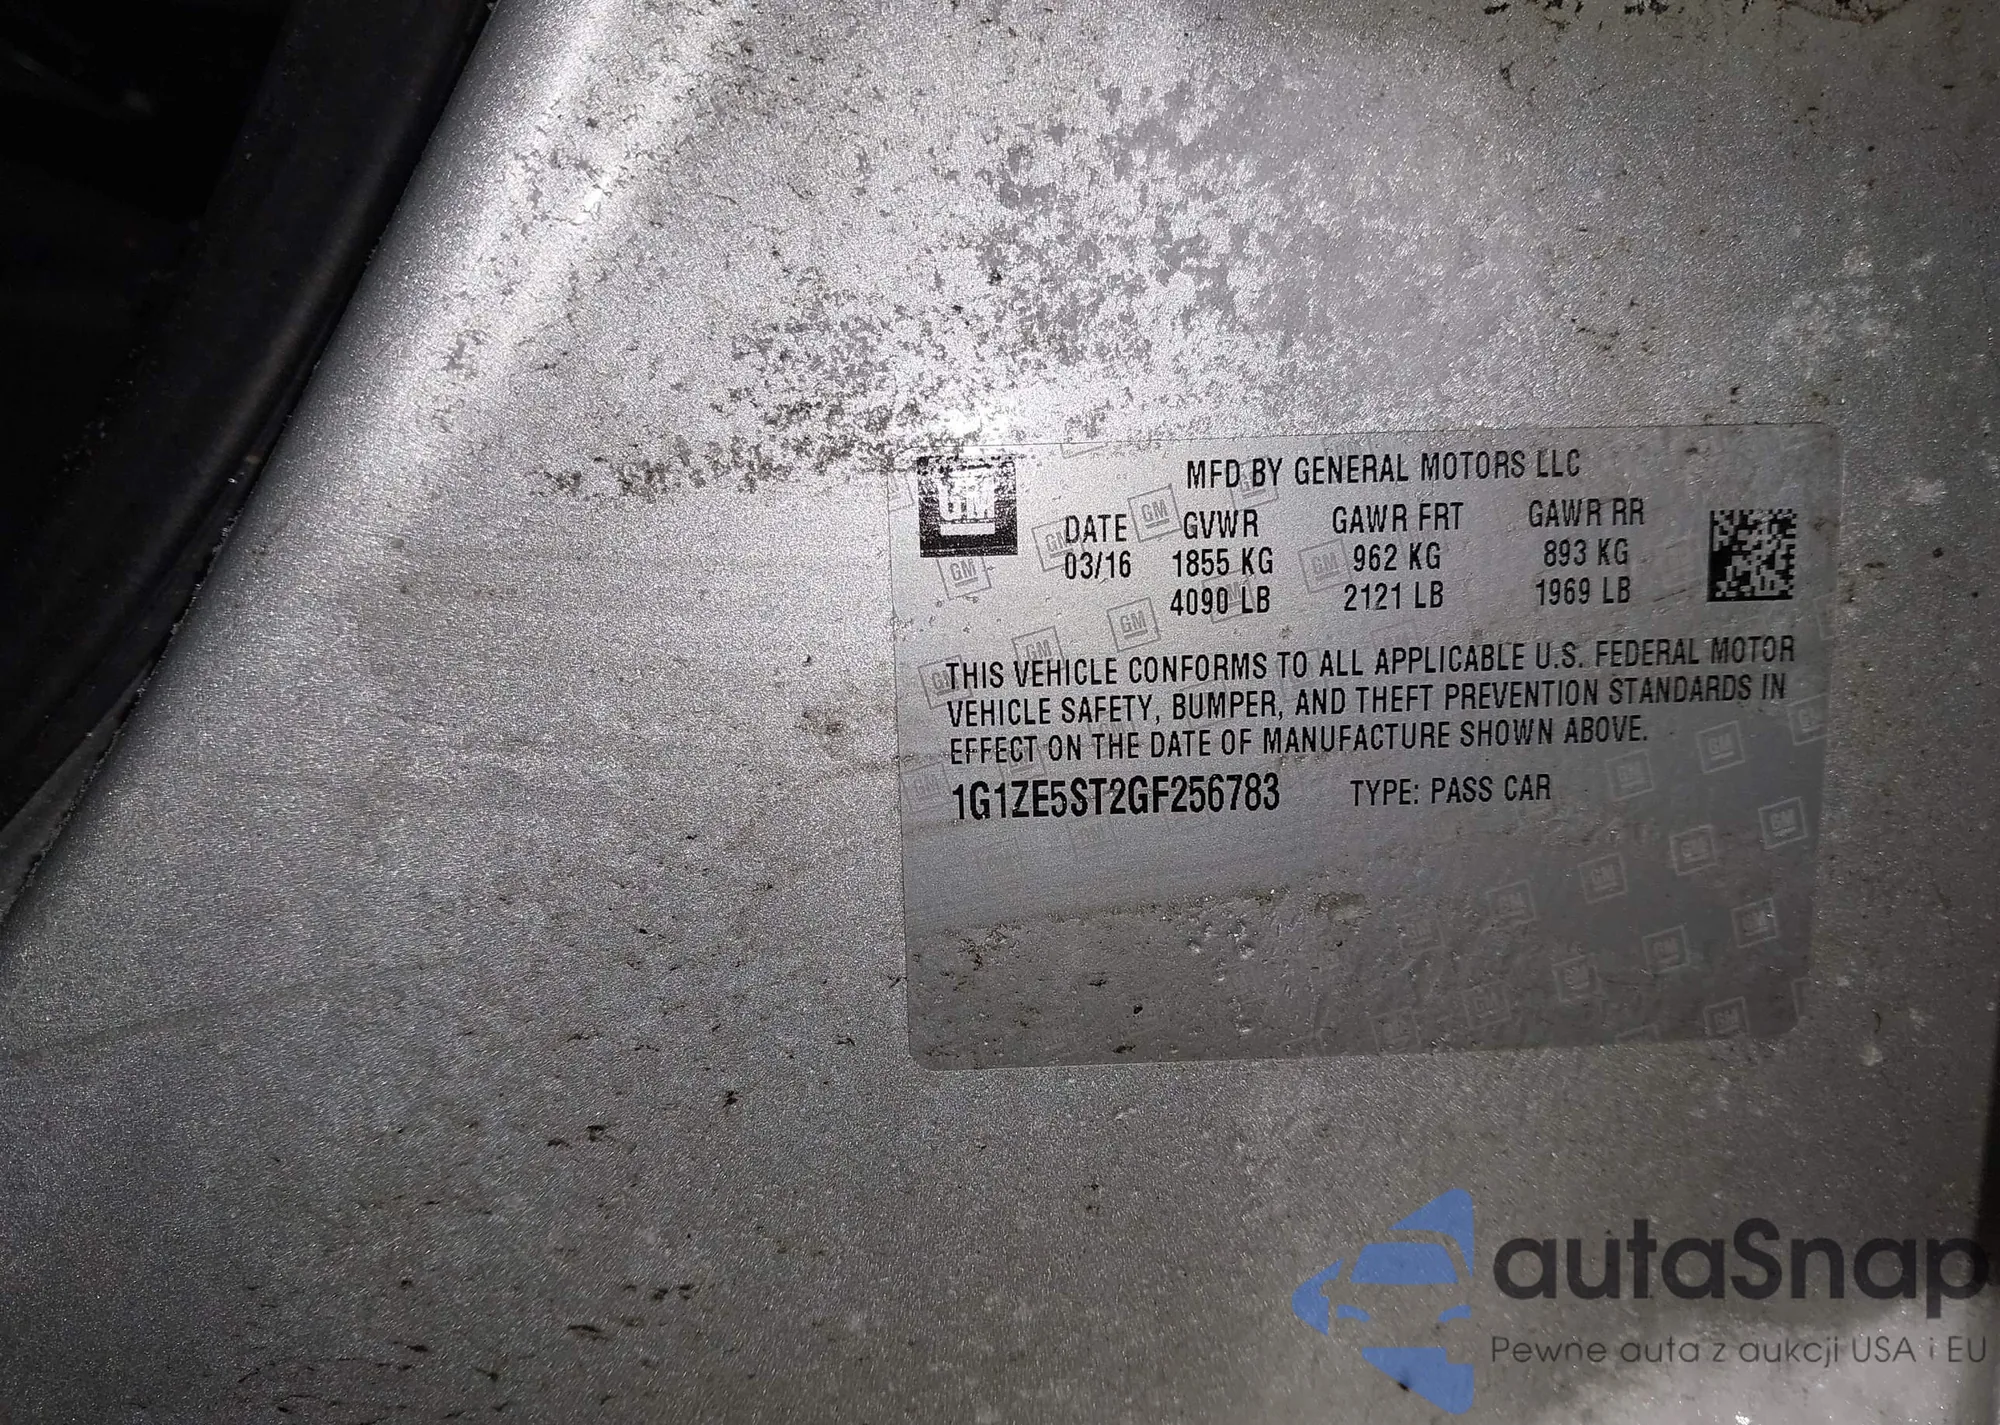 GM
MFD BY GENERAL MOTORS LLC
DATE GVWR GAWR FRT GAWR RR
03/16 1855 KG 962 KG 893 KG
4090 LB 2121 LB 1969 LB
THIS VEHICLE CONFORMS TO ALL APPLICABLE U.S. FEDERAL MOTOR
VEHICLE SAFETY, BUMPER, AND THEFT PREVENTION STANDARDS IN
EFFECT ON THE DATE OF MANUFACTURE SHOWN ABOVE.
1G1ZE5ST2GF256783 TYPE: PASS CAR
autaSnap
Pewne auta z aukcji USA i EU